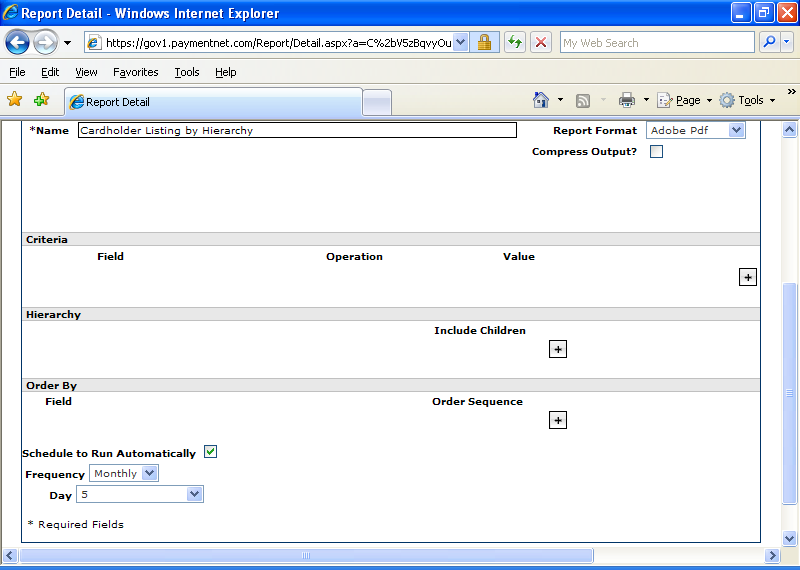 Report Detail - Windows Internet Explorer
https://gov1.paymentnet.com/Report/Detail.aspx?a=C%2bV5zBqvyOu
My Web Search
File Edit View Favorites Tools Help
Report Detail
Page Tools »
*Name Cardholder Listing by Hierarchy Report Format Adobe Pdf
Compress Output?
Criteria
Field Operation Value
+
Hierarchy
Include Children
+
Order By
Field Order Sequence
+
Schedule to Run Automatically
Frequency Monthly
Day 5
* Required Fields